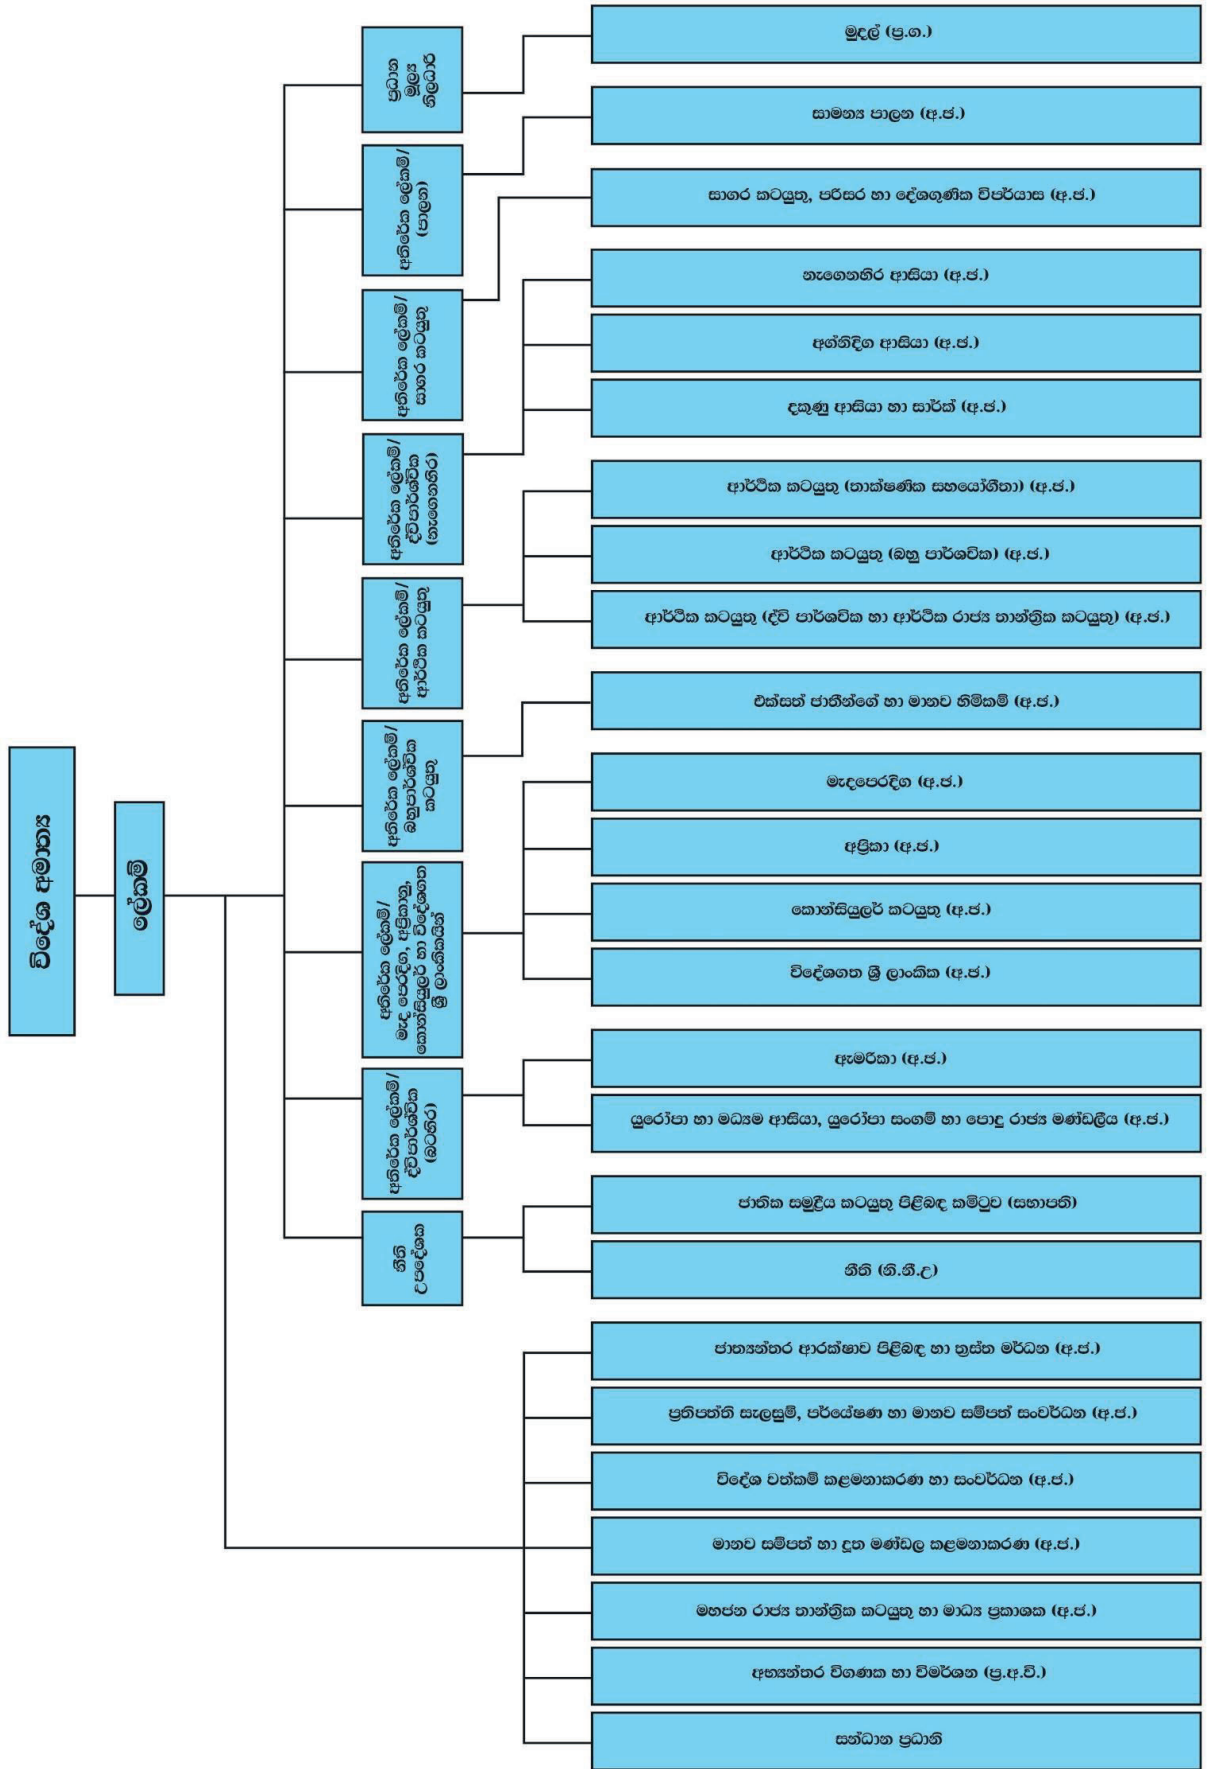 විදේශ අමාත්‍ය
ලේකම්
ප්‍රධාන
මූල්‍ය
නිලධාරි
මුදල් (ප්‍ර.ග.)
අතිරේක ලේකම්/
(පාලන)
සාමන්‍ය පාලන (අ.ජ.)
අතිරේක ලේකම්/
සාගර කටයුතු
සාගර කටයුතු, පරිසර හා දේශගුණික විපර්යාස (අ.ජ.)
අතිරේක ලේකම්/
ද්විපාර්ශ්වික
(නැගෙනහිර)
නැගෙනහිර ආසියා (අ.ජ.)
අග්නිදිග ආසියා (අ.ජ.)
දකුණු ආසියා හා සාර්ක් (අ.ජ.)
අතිරේක ලේකම්/
ආර්ථික කටයුතු
ආර්ථික කටයුතු (තාක්ෂණික සහයෝගීතා) (අ.ජ.)
ආර්ථික කටයුතු (බහු පාර්ශවික) (අ.ජ.)
ආර්ථික කටයුතු (ද්වි පාර්ශවික හා ආර්ථික රාජ්‍ය තාන්ත්‍රික කටයුතු) (අ.ජ.)
අතිරේක ලේකම්/
බහුපාර්ශ්වික
කටයුතු
එක්සත් ජාතීන්ගේ හා මානව හිමිකම් (අ.ජ.)
අතිරේක ලේකම්/
මැද පෙරදිග, අප්‍රිකානු,
කොන්සියුලර් හා විදේශගත
ශ්‍රී ලාංකිකයින්
මැදපෙරදිග (අ.ජ.)
අප්‍රිකා (අ.ජ.)
කොන්සියුලර් කටයුතු (අ.ජ.)
විදේශගත ශ්‍රී ලාංකික (අ.ජ.)
අතිරේක ලේකම්/
ද්විපාර්ශ්වික
(බටහිර)
ඇමරිකා (අ.ජ.)
යුරෝපා හා මධ්‍යම ආසියා, යුරෝපා සංගම් හා පොදු රාජ්‍ය මණ්ඩලීය (අ.ජ.)
නීති
උපදේශක
ජාතික සමුද්‍රීය කටයුතු පිළිබඳ කමිටුව (සභාපති)
නීති (නි.නී.උ)
ජාත්‍යන්තර ආරක්ෂාව පිළිබඳ හා ත්‍රස්ත මර්ධන (අ.ජ.)
ප්‍රතිපත්ති සැලසුම්, පර්යේෂණ හා මානව සම්පත් සංවර්ධන (අ.ජ.)
විදේශ වත්කම් කළමනාකරණ හා සංවර්ධන (අ.ජ.)
මානව සම්පත් හා දූත මණ්ඩල කළමනාකරණ (අ.ජ.)
මහජන රාජ්‍ය තාන්ත්‍රික කටයුතු හා මාධ්‍ය ප්‍රකාශක (අ.ජ.)
අභ්‍යන්තර විගණක හා විමර්ශන (ප්‍ර.අ.වි.)
සන්ධාන ප්‍රධානි